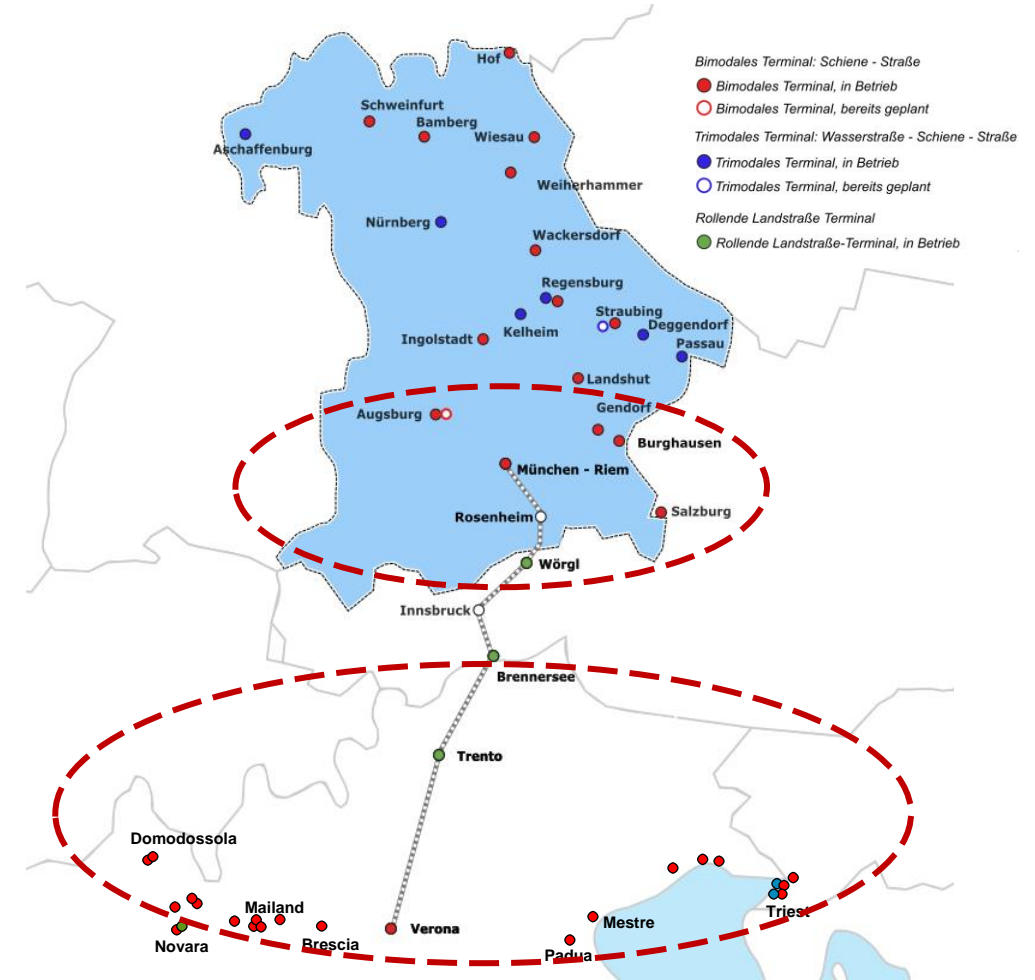 Hof
Bimodales Terminal: Schiene - Straße
Bimodales Terminal, in Betrieb
Bimodales Terminal, bereits geplant
Trimodales Terminal: Wasserstraße - Schiene - Straße
Trimodales Terminal, in Betrieb
Trimodales Terminal, bereits geplant
Rollende Landstraße Terminal
Rollende Landstraße-Terminal, in Betrieb
Schweinfurt
Bamberg
Wiesau
Aschaffenburg
Weiherhammer
Nürnberg
Wackersdorf
Regensburg
Straubing
Kelheim
Deggendorf
Ingolstadt
Passau
Landshut
Augsburg
Gendorf
Burghausen
München - Riem
Rosenheim
Salzburg
Wörgl
Innsbruck
Brennersee
Trento
Domodossola
Mailand
Triest
Novara
Brescia
Verona
Mestre
Padua